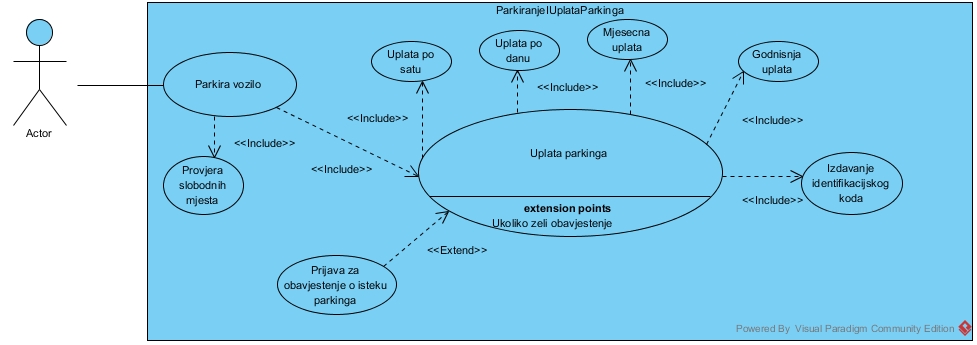 ParkiranjeIUplataParkinga
Actor
Parkira vozilo
<<Include>>
Provjera
slobodnih
mjesta
<<Include>>
Uplata po
satu
<<Include>>
Uplata po
danu
<<Include>>
Mjesecna
uplata
<<Include>>
Godnisnja
uplata
<<Include>>
Uplata parkinga
extension points
Ukoliko zeli obavjestenje
Izdavanje
identifikacijskog
koda
<<Include>>
<<Extend>>
Prijava za
obavjestenje o isteku
parkinga
Powered By Visual Paradigm Community Edition